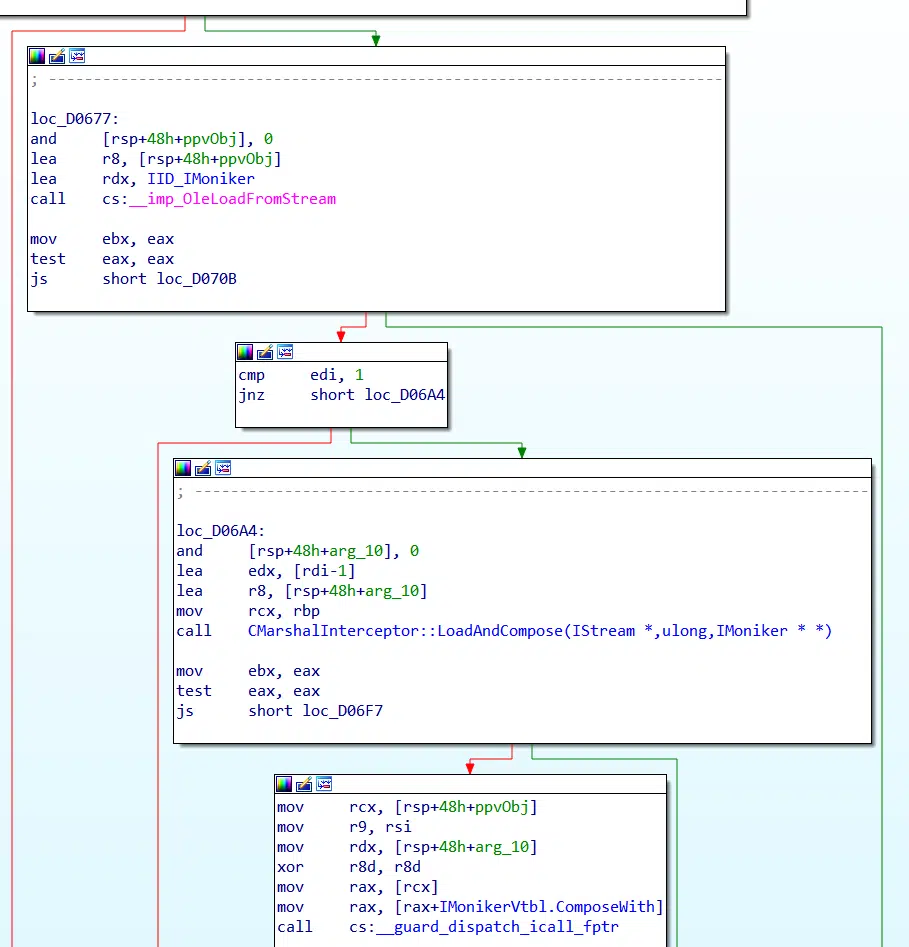 ; ----------------------------------------------------------------------
loc_D0677:
and [rsp+48h+ppvObj], 0
lea r8, [rsp+48h+ppvObj]
lea rdx, IID_IMoniker
call cs:__imp_OleLoadFromStream
mov ebx, eax
test eax, eax
js short loc_D070B
cmp edi, 1
jnz short loc_D06A4
; ----------------------------------------------------------------------
loc_D06A4:
and [rsp+48h+arg_10], 0
lea edx, [rdi-1]
lea r8, [rsp+48h+arg_10]
mov rcx, rbp
call CMarshalInterceptor::LoadAndCompose(IStream *,ulong,IMoniker * *)
mov ebx, eax
test eax, eax
js short loc_D06F7
mov rcx, [rsp+48h+ppvObj]
mov r9, rsi
mov rdx, [rsp+48h+arg_10]
xor r8d, r8d
mov rax, [rcx]
mov rax, [rax+IMonikerVtbl.ComposeWith]
call cs:__guard_dispatch_icall_fptr